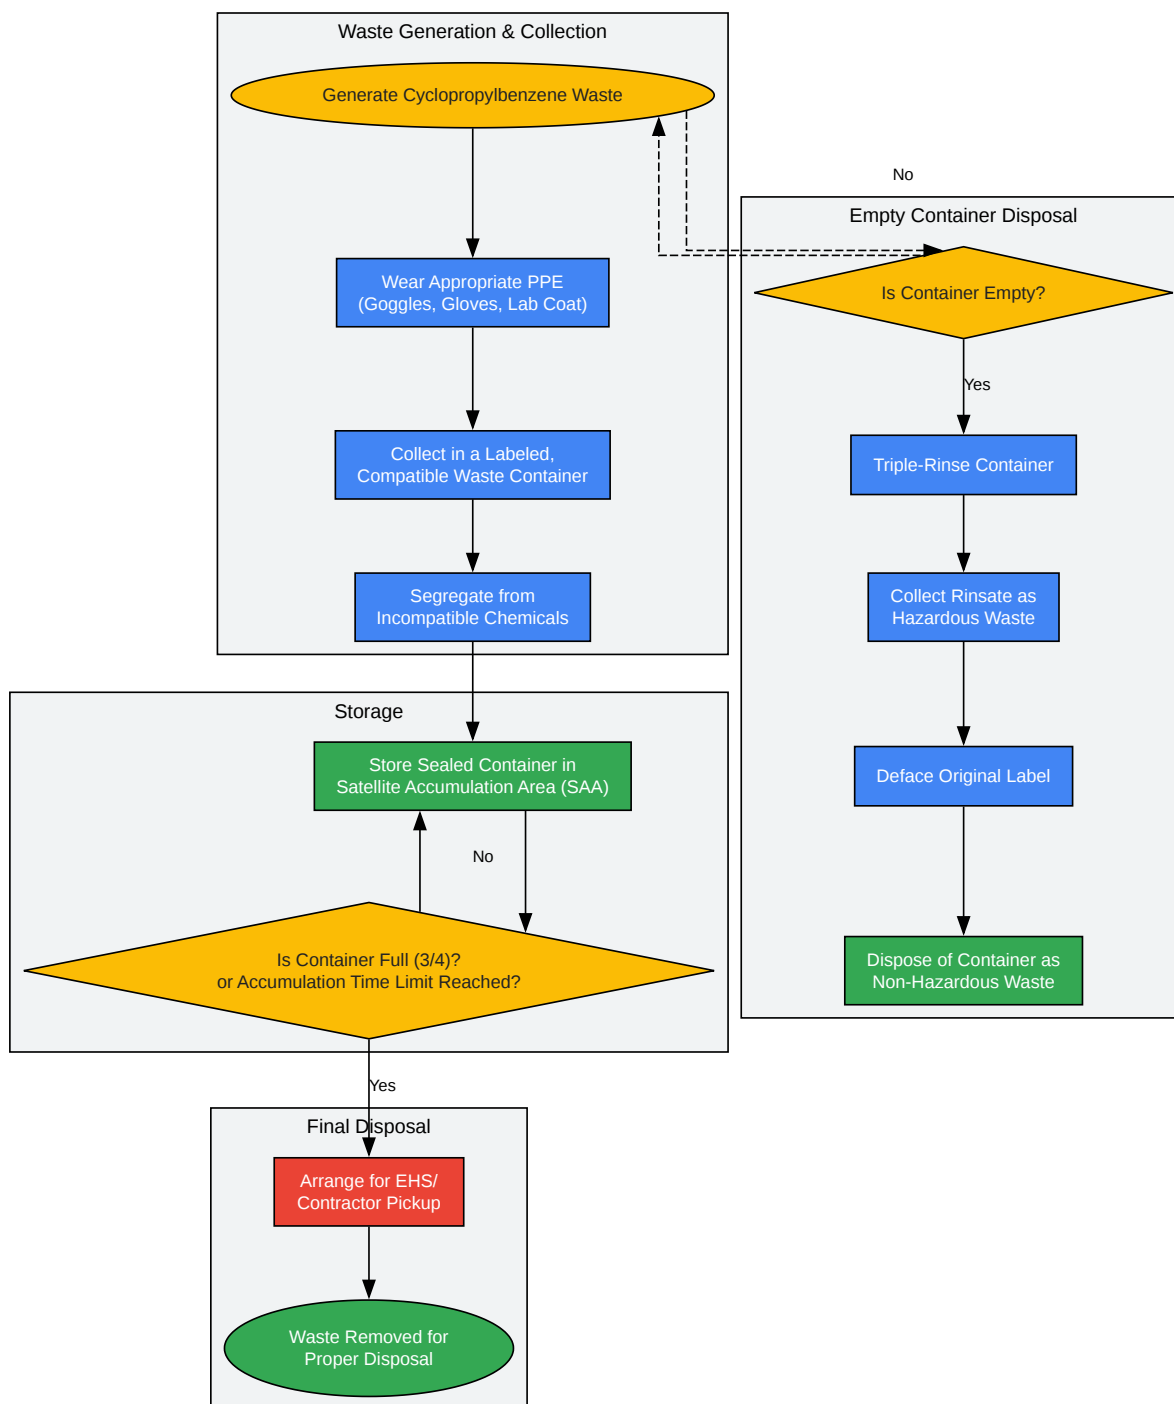 Waste Generation & Collection
Generate Cyclopropylbenzene Waste
Wear Appropriate PPE
(Goggles, Gloves, Lab Coat)
Collect in a Labeled,
Compatible Waste Container
Segregate from
Incompatible Chemicals
Storage
Store Sealed Container in
Satellite Accumulation Area (SAA)
No
Is Container Full (3/4)?
or Accumulation Time Limit Reached?
Yes
Final Disposal
Arrange for EHS/
Contractor Pickup
Waste Removed for
Proper Disposal
No
Empty Container Disposal
Is Container Empty?
Yes
Triple-Rinse Container
Collect Rinsate as
Hazardous Waste
Deface Original Label
Dispose of Container as
Non-Hazardous Waste